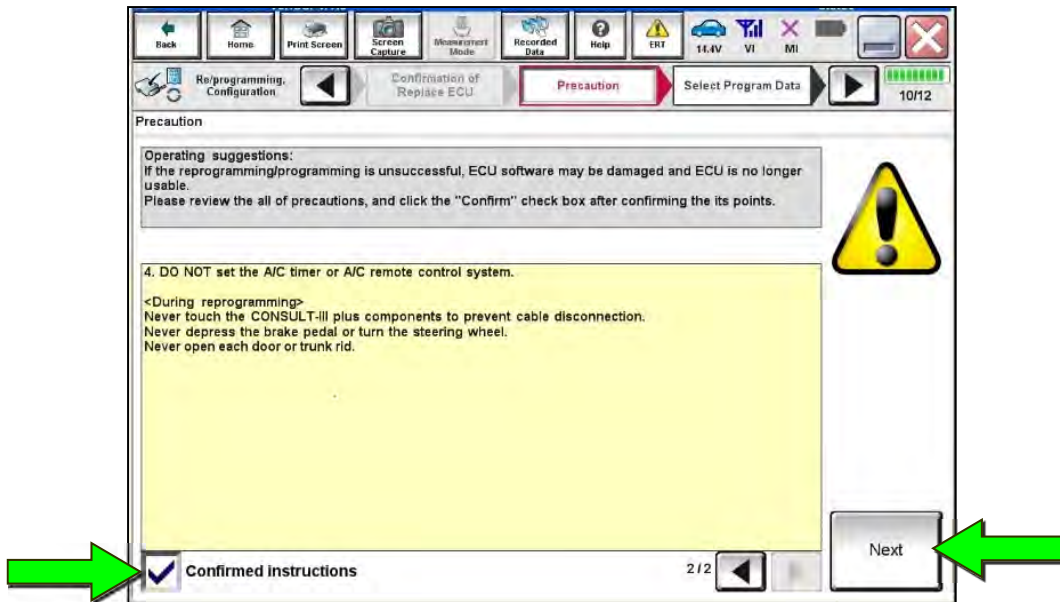 Back
Home
Print Screen
Screen
Capture
Measurement
Mode
Recorded
Data
Help
ERT
14.4V
VI
MI
Re/programming,
Configuration
Confirmation of
Replace ECU
Precaution
Select Program Data
10/12
Precaution
Operating suggestions:
If the reprogramming/programming is unsuccessful, ECU software may be damaged and ECU is no longer
usable.
Please review the all of precautions, and click the "Confirm" check box after confirming the its points.
4. DO NOT set the A/C timer or A/C remote control system.
<During reprogramming>
Never touch the CONSULT-III plus components to prevent cable disconnection.
Never depress the brake pedal or turn the steering wheel.
Never open each door or trunk rid.
Confirmed instructions
2/2
Next